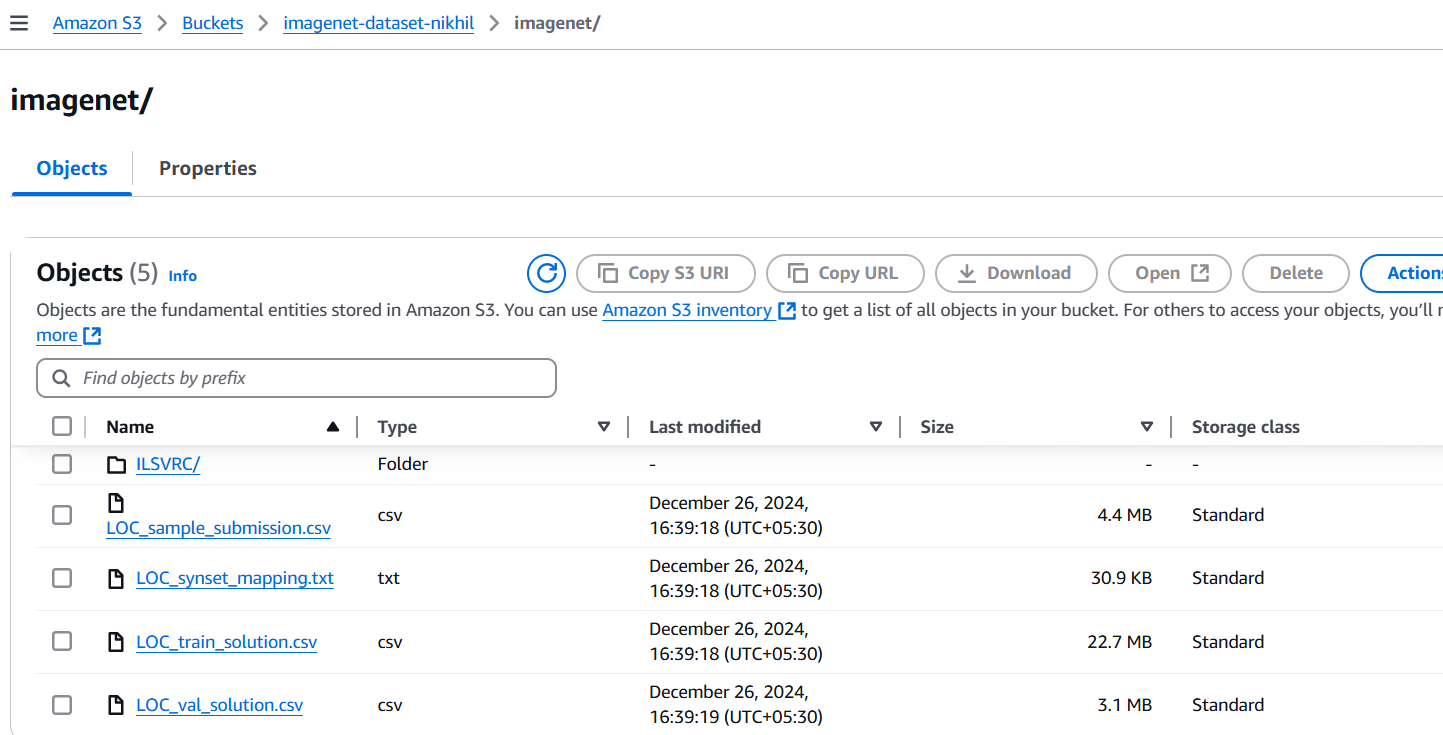 Amazon S3 > Buckets > imagenet-dataset-nikhil > imagenet/
imagenet/
Objects Properties
Objects (5) Info
Copy S3 URI Copy URL Download Open Delete Actions
Objects are the fundamental entities stored in Amazon S3. You can use Amazon S3 inventory to get a list of all objects in your bucket. For others to access your objects, you'll
more
Find objects by prefix
Name Type Last modified Size Storage class
ILSVRC/ Folder - - -
LOC_sample_submission.csv csv December 26, 2024, 16:39:18 (UTC+05:30) 4.4 MB Standard
LOC_synset_mapping.txt txt December 26, 2024, 16:39:18 (UTC+05:30) 30.9 KB Standard
LOC_train_solution.csv csv December 26, 2024, 16:39:18 (UTC+05:30) 22.7 MB Standard
LOC_val_solution.csv csv December 26, 2024, 16:39:19 (UTC+05:30) 3.1 MB Standard